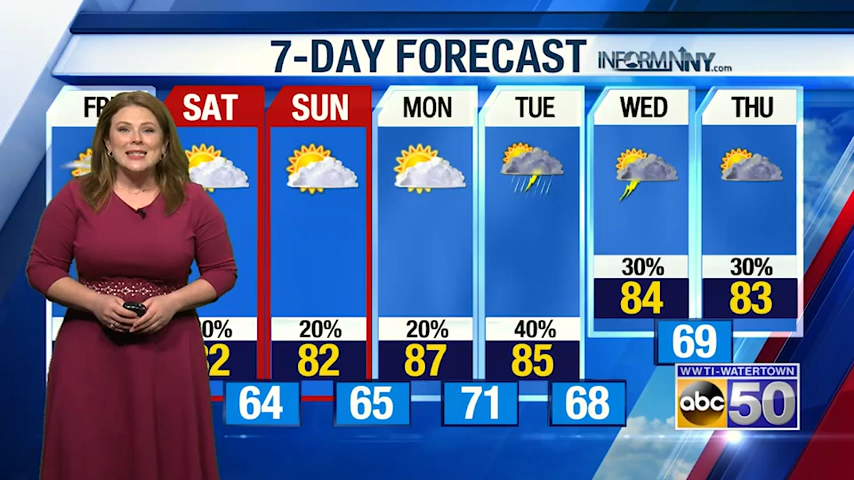 7-DAY FORECAST INFORMNNY.com
SAT SUN MON TUE WED THU
20% 20% 40% 30% 30%
82 87 85 84 83
64 65 71 68 69
WWTI-WATERTOWN
abc 50